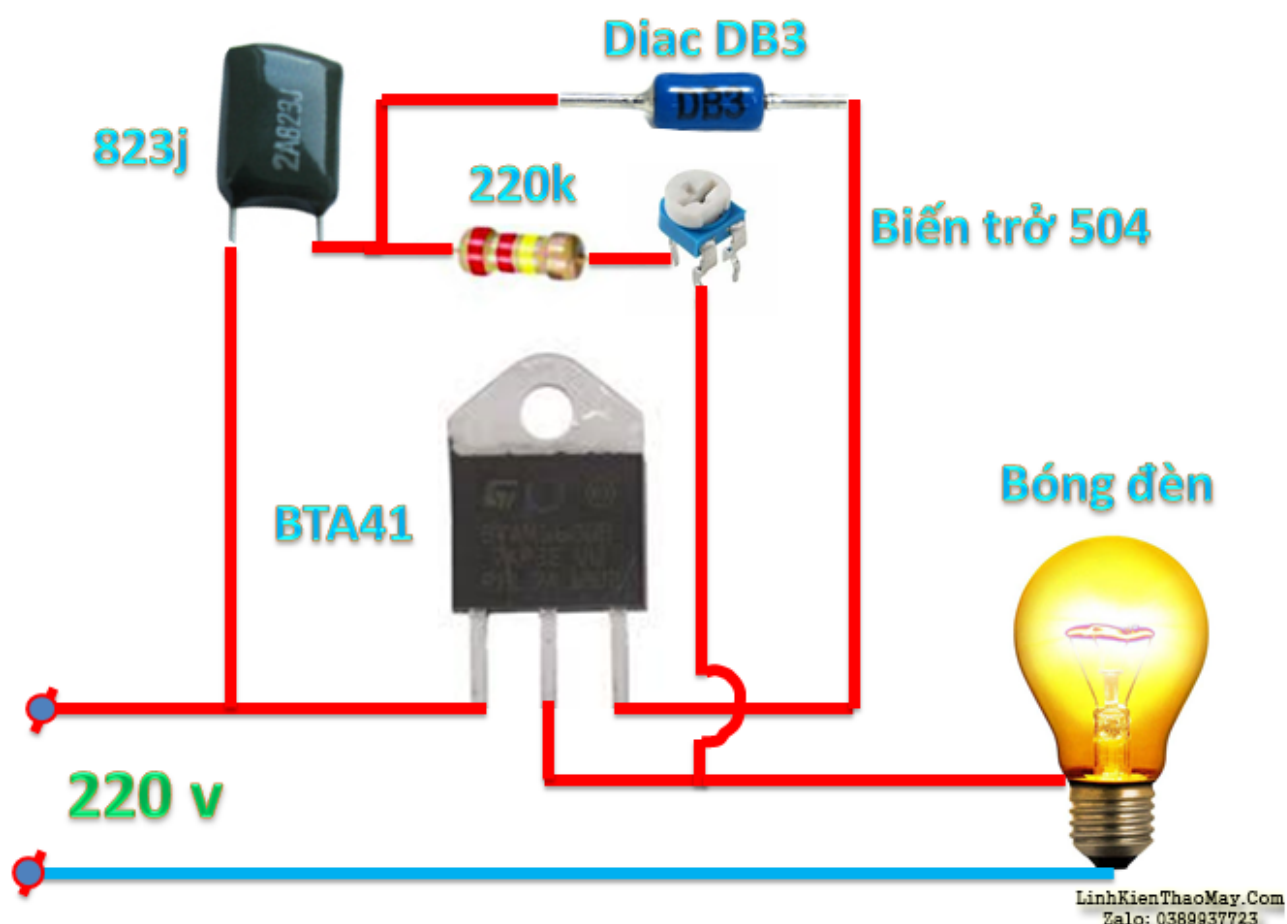 Diac DB3
DB3
2A823J
823j
220k
Biến trở 504
BTA41
Bóng đèn
220 v
LinhKienThaoMay.Com
Zalo: 0389937723